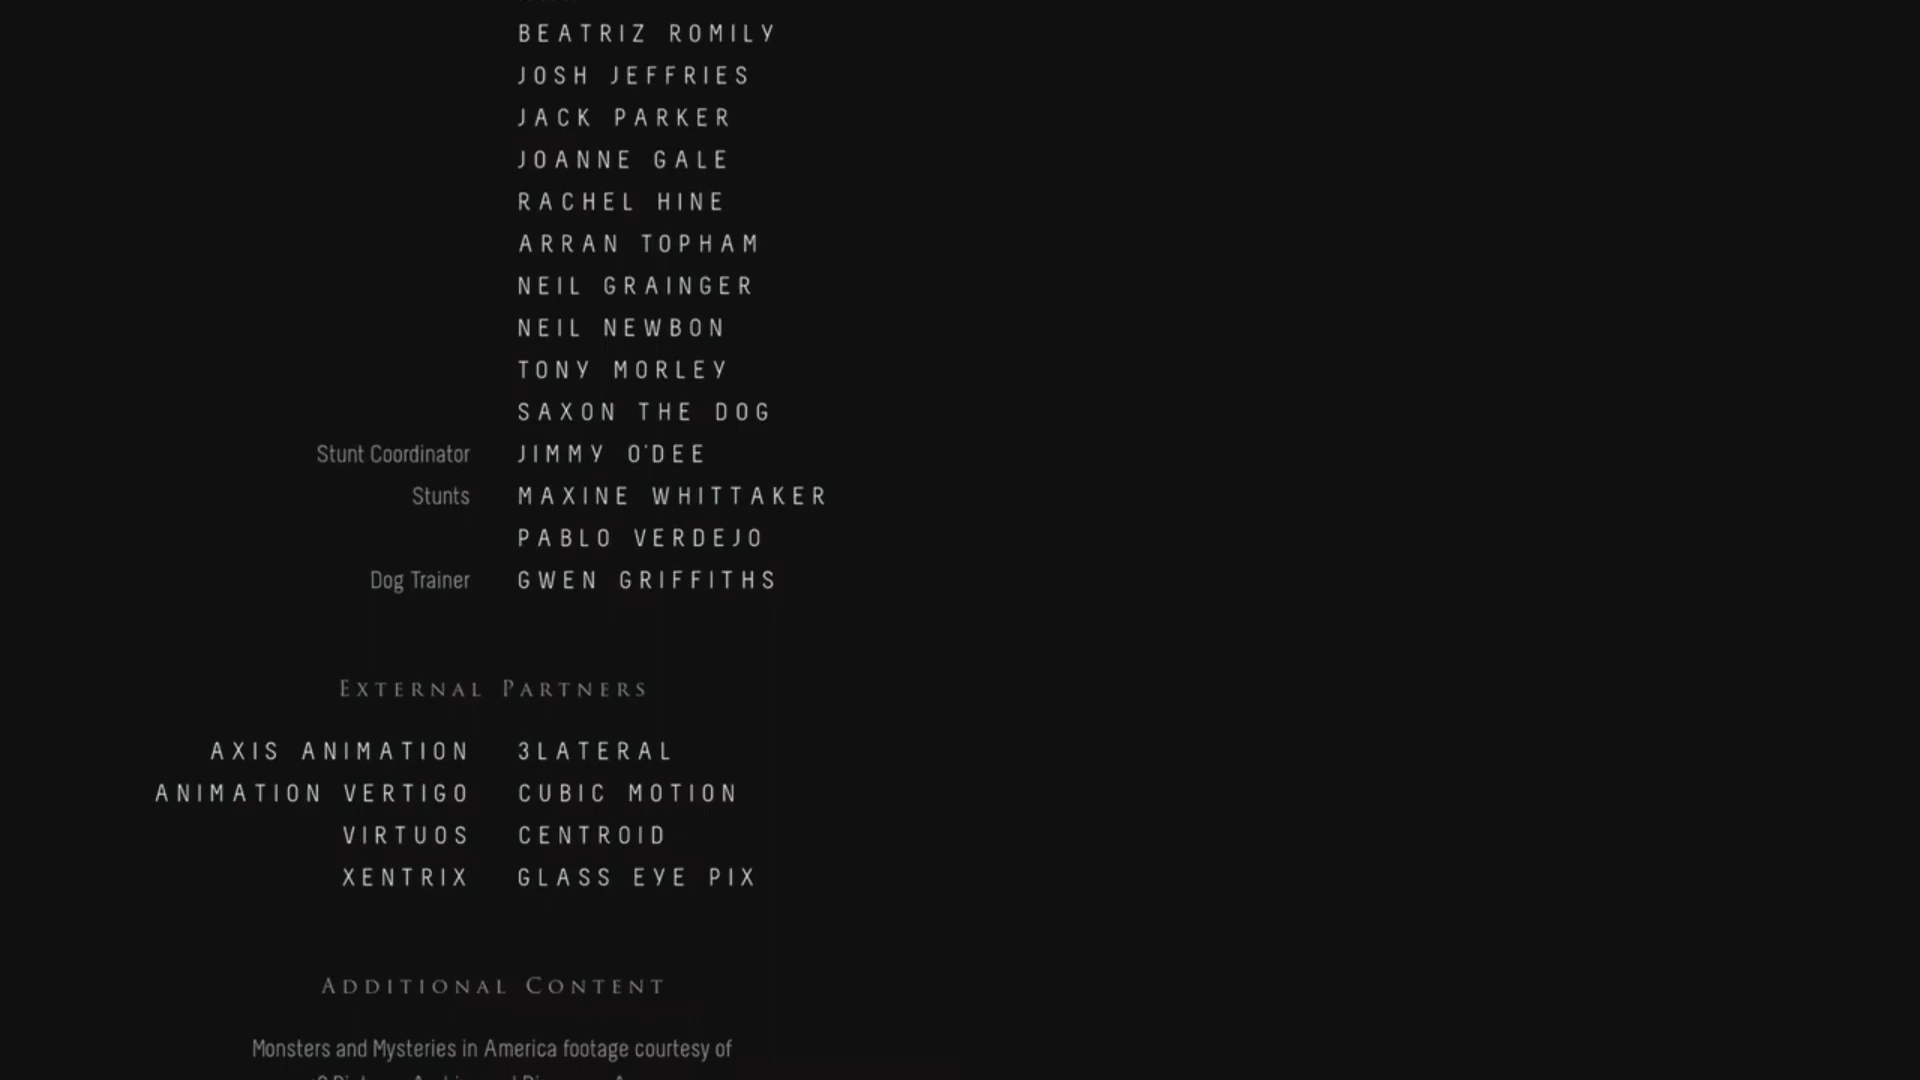 BEATRIZ ROMILY
JOSH JEFFRIES
JACK PARKER
JOANNE GALE
RACHEL HINE
ARRAN TOPHAM
NEIL GRAINGER
NEIL NEWBON
TONY MORLEY
SAXON THE DOG
Stunt Coordinator JIMMY O'DEE
Stunts MAXINE WHITTAKER
PABLO VERDEJO
Dog Trainer GWEN GRIFFITHS
EXTERNAL PARTNERS
AXIS ANIMATION 3LATERAL
ANIMATION VERTIGO CUBIC MOTION
VIRTUOS CENTROID
XENTRIX GLASS EYE PIX
ADDITIONAL CONTENT
Monsters and Mysteries in America footage courtesy of